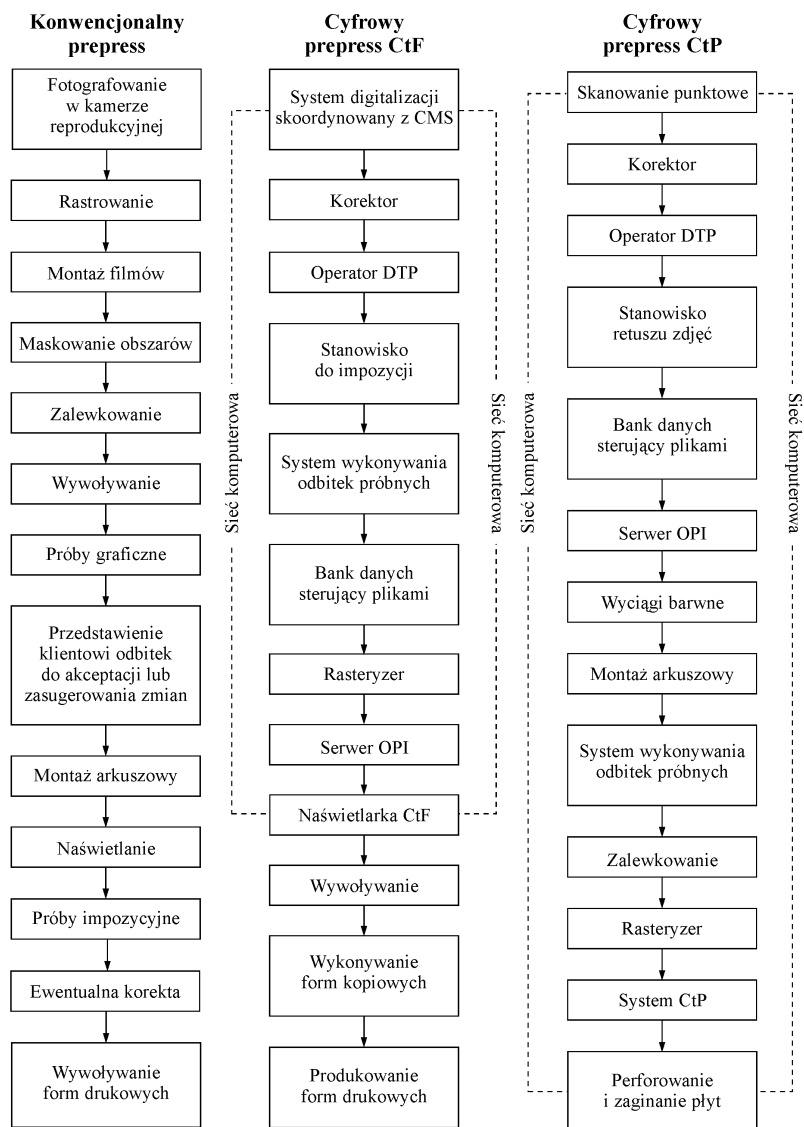 Konwencjonalny
prepress
Fotografowanie
w kamerze
reprodukcyjnej
Rastrowanie
Montaż filmów
Maskowanie obszarów
Zalewkowanie
Wywoływanie
Próby graficzne
Przedstawienie
klientowi odbitek
do akceptacji lub
zasugerowania zmian
Montaż arkuszowy
Naświetlanie
Próby impozycyjne
Ewentualna korekta
Wywoływanie
form drukowych
Cyfrowy
prepress CtF
System digitalizacji
skoordynowany z CMS
Korektor
Operator DTP
Stanowisko
do impozycji
System wykonywania
odbitek próbnych
Bank danych
sterujący plikami
Rasteryzer
Serwer OPI
Naświetlarka CtF
Wywoływanie
Wykonywanie
form kopiowych
Produkowanie
form drukowych
Sieć komputerowa
Sieć komputerowa
Cyfrowy
prepress CtP
Skanowanie punktowe
Korektor
Operator DTP
Stanowisko
retuszu zdjęć
Bank danych
sterujący plikami
Serwer OPI
Wyciągi barwne
Montaż arkuszowy
System wykonywania
odbitek próbnych
Zalewkowanie
Rasteryzer
System CtP
Perforowanie
i zaginanie płyt
Sieć komputerowa
Sieć komputerowa